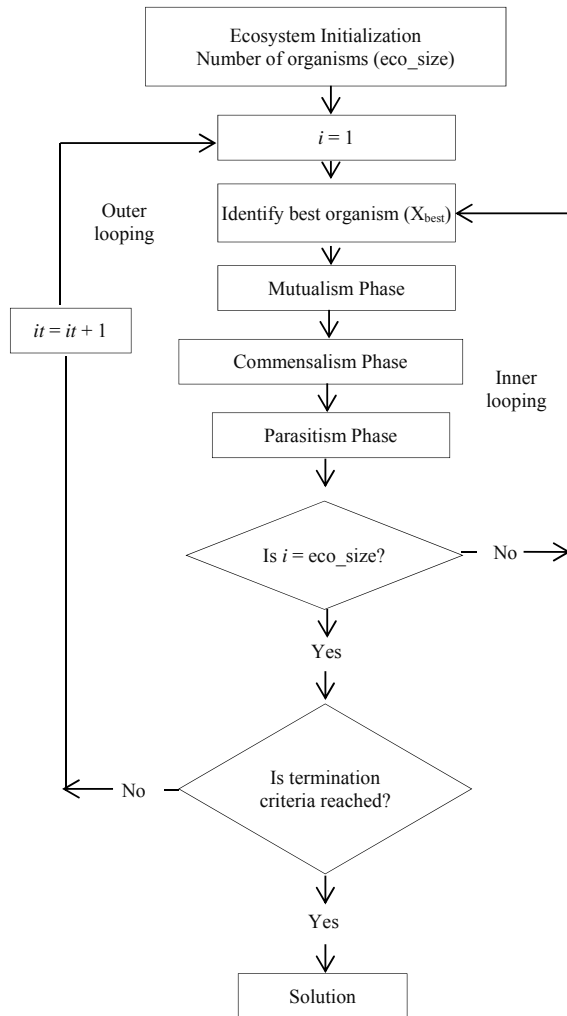 Ecosystem Initialization
Number of organisms (eco_size)
i = 1
Identify best organism (Xbest)
Outer
looping
Mutualism Phase
it = it + 1
Commensalism Phase
Inner
looping
Parasitism Phase
Is i = eco_size?
No
Yes
Is termination
criteria reached?
No
Yes
Solution